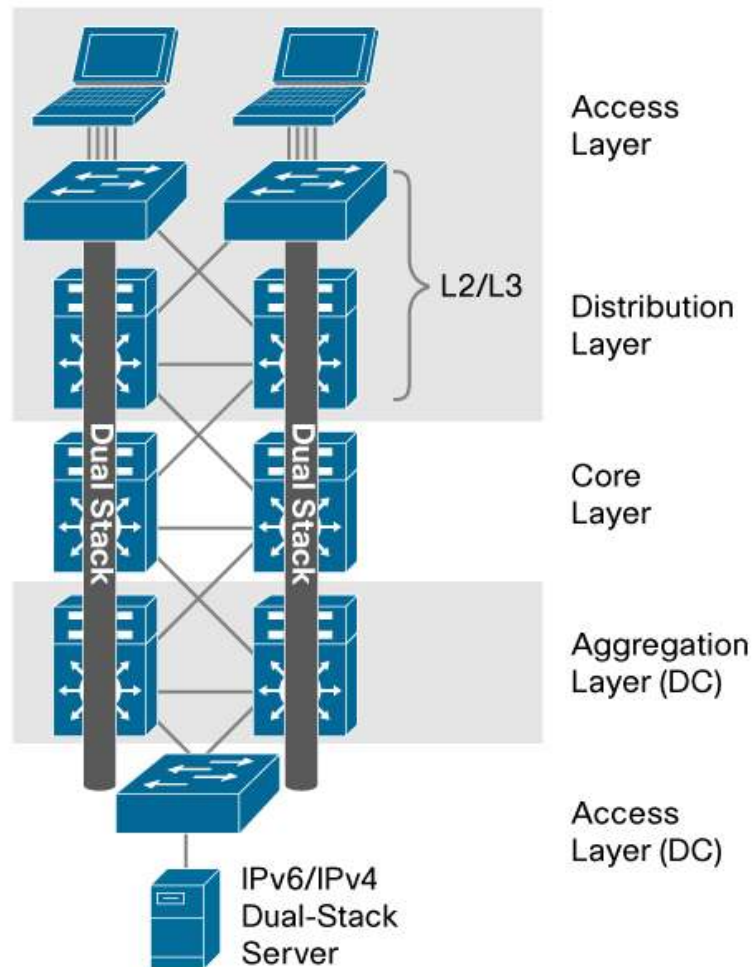 Access
Layer
L2/L3
Distribution
Layer
Dual Stack
Dual Stack
Core
Layer
Aggregation
Layer (DC)
Access
Layer (DC)
IPv6/IPv4
Dual-Stack
Server